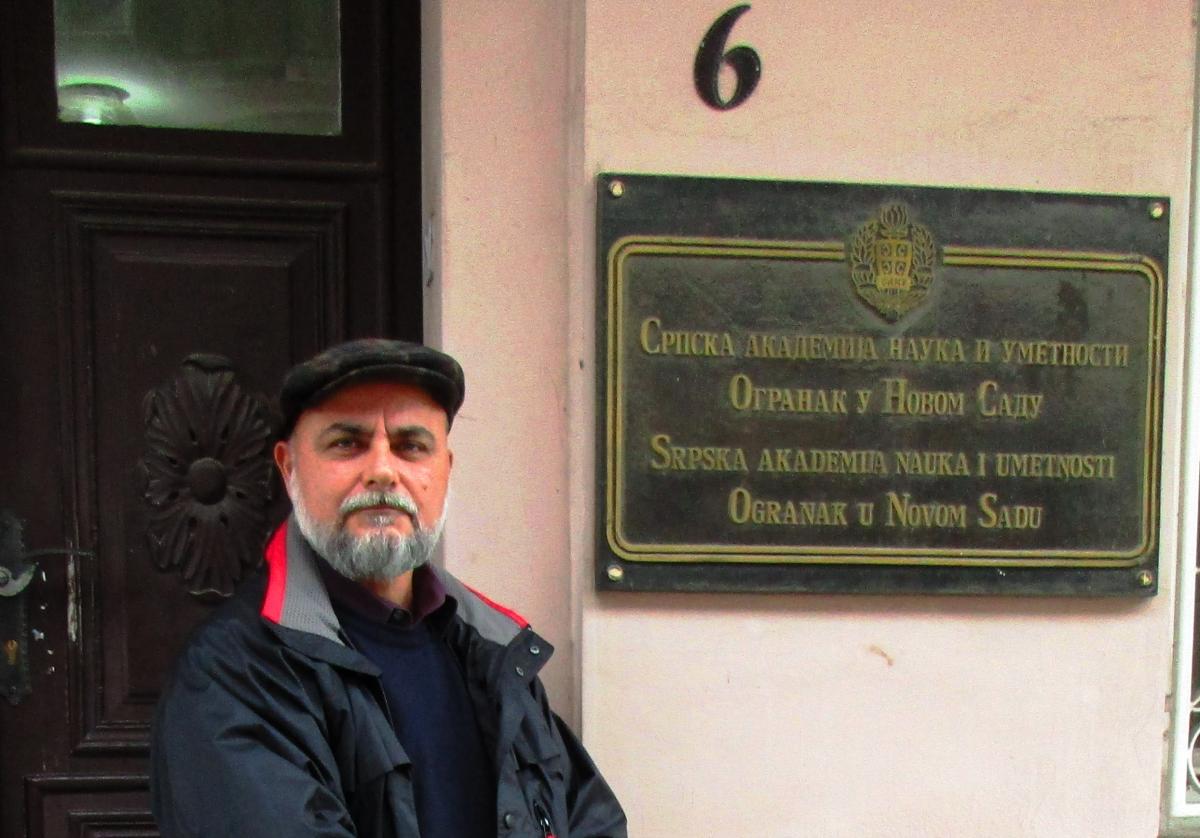 6
Српска академија наука и уметности
Огранак у Новом Саду
Srpska akademija nauka i umetnosti
Ogranak u Novom Sadu